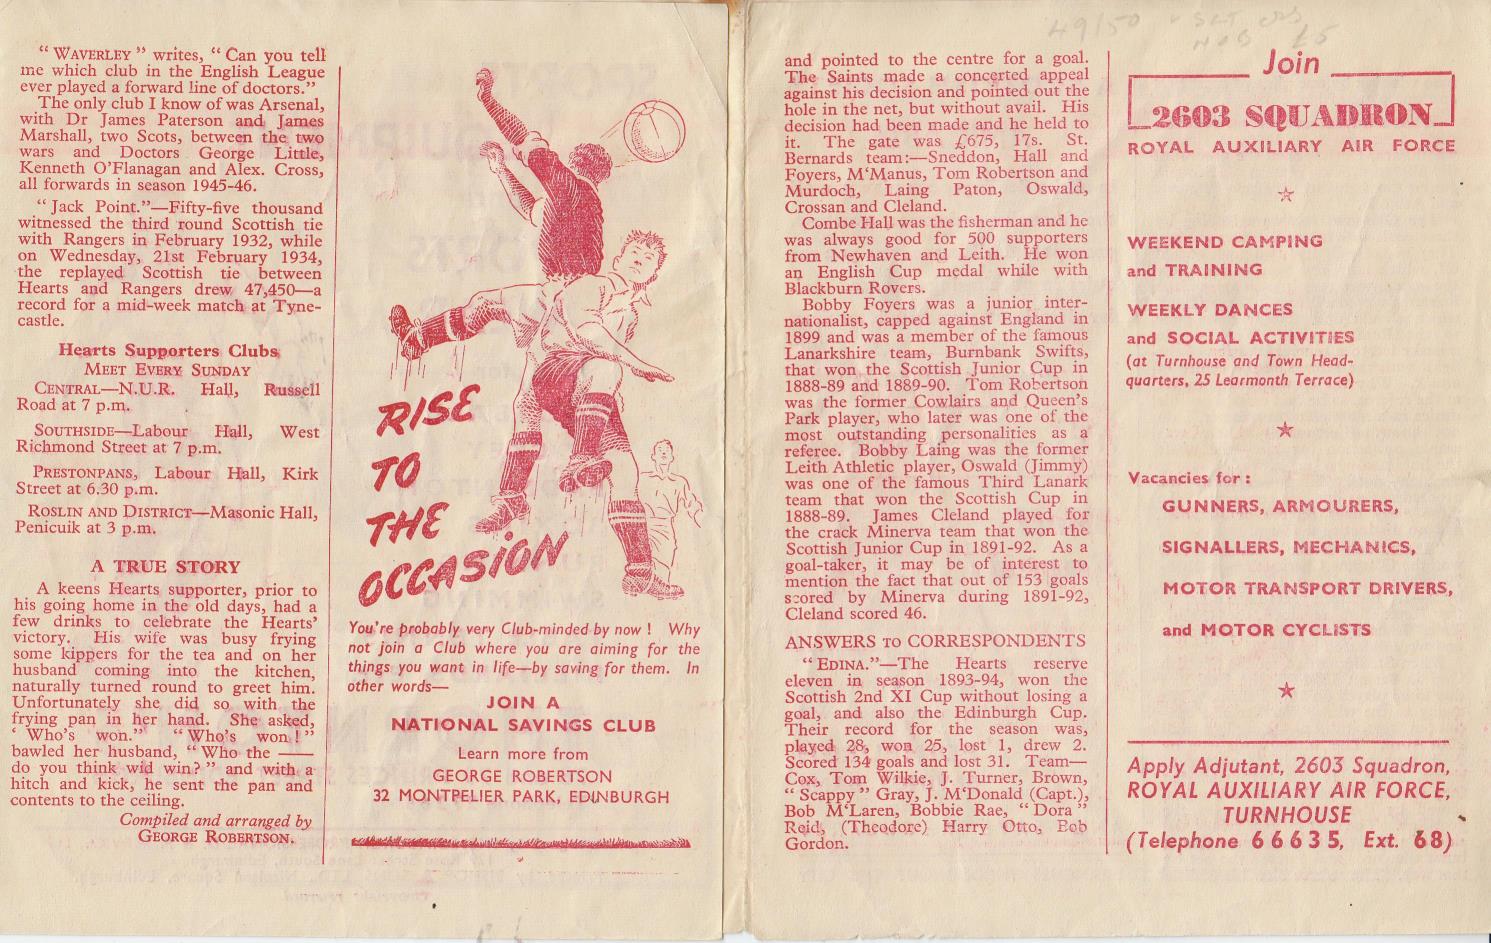 “ WAVERLEY ” writes, “ Can you tell
me which club in the English League
ever played a forward line of doctors.”
The only club I know of was Arsenal,
with Dr James Paterson and James
Marshall, two Scots, between the two
wars and Doctors George Little,
Kenneth O'Flanagan and Alex. Cross,
all forwards in season 1945-46.
“ Jack Point.”—Fifty-five thousand
witnessed the third round Scottish tie
with Rangers in February 1932, while
on Wednesday, 21st February 1934,
the replayed Scottish tie between
Hearts and Rangers drew 47,450—a
record for a mid-week match at Tyne-
castle.
Hearts Supporters Clubs
MEET EVERY SUNDAY
CENTRAL—N.U.R. Hall, Russell
Road at 7 p.m.
SOUTHSIDE—Labour Hall, West
Richmond Street at 7 p.m.
PRESTONPANS, Labour Hall, Kirk
Street at 6.30 p.m.
ROSLIN AND DISTRICT—Masonic Hall,
Penicuik at 3 p.m.
A TRUE STORY
A keens Hearts supporter, prior to
his going home in the old days, had a
few drinks to celebrate the Hearts'
victory. His wife was busy frying
some kippers for the tea and on her
husband coming into the kitchen,
naturally turned round to greet him.
Unfortunately she did so with the
frying pan in her hand. She asked,
‘ Who's won.” “ Who's won ! ”
bawled her husband, “ Who the ——
do you think wid win? ” and with a
hitch and kick, he sent the pan and
contents to the ceiling.
Compiled and arranged by
GEORGE ROBERTSON.
RISE
TO
THE
OCCASION
You're probably very Club-minded by now ! Why
not join a Club where you are aiming for the
things you want in life—by saving for them. In
other words—
JOIN A
NATIONAL SAVINGS CLUB
Learn more from
GEORGE ROBERTSON
32 MONTPELIER PARK, EDINBURGH
and pointed to the centre for a goal.
The Saints made a concerted appeal
against his decision and pointed out the
hole in the net, but without avail. His
decision had been made and he held to
it. The gate was £675, 17s. St.
Bernards team:—Sneddon, Hall and
Foyers, M‘Manus, Tom Robertson and
Murdoch, Laing Paton, Oswald,
Crossan and Cleland.
Combe Hall was the fisherman and he
was always good for 500 supporters
from Newhaven and Leith. He won
an English Cup medal while with
Blackburn Rovers.
Bobby Foyers was a junior inter-
nationalist, capped against England in
1899 and was a member of the famous
Lanarkshire team, Burnbank Swifts,
that won the Scottish Junior Cup in
1888-89 and 1889-90. Tom Robertson
was the former Cowlairs and Queen's
Park player, who later was one of the
most outstanding personalities as a
referee. Bobby Laing was the former
Leith Athletic player, Oswald (Jimmy)
was one of the famous Third Lanark
team that won the Scottish Cup in
1888-89. James Cleland played for
the crack Minerva team that won the
Scottish Junior Cup in 1891-92. As a
goal-taker, it may be of interest to
mention the fact that out of 153 goals
scored by Minerva during 1891-92,
Cleland scored 46.
ANSWERS TO CORRESPONDENTS
“ EDINA.”—The Hearts reserve
eleven in season 1893-94, won the
Scottish 2nd XI Cup without losing a
goal, and also the Edinburgh Cup.
Their record for the season was,
played 28, won 25, lost 1, drew 2.
Scored 134 goals and lost 31. Team—
Cox, Tom Wilkie, J. Turner, Brown,
“ Scappy ” Gray, J. M‘Donald (Capt.),
Bob M‘Laren, Bobbie Rae, “ Dora ”
Reid, (Theodore) Harry Otto, Bob
Gordon.
49/50
£5
Join
2603 SQUADRON
ROYAL AUXILIARY AIR FORCE
WEEKEND CAMPING
and TRAINING
WEEKLY DANCES
and SOCIAL ACTIVITIES
(at Turnhouse and Town Head-
quarters, 25 Learmonth Terrace)
Vacancies for :
GUNNERS, ARMOURERS,
SIGNALLERS, MECHANICS,
MOTOR TRANSPORT DRIVERS,
and MOTOR CYCLISTS
Apply Adjutant, 2603 Squadron,
ROYAL AUXILIARY AIR FORCE,
TURNHOUSE
(Telephone 66635, Ext. 68)